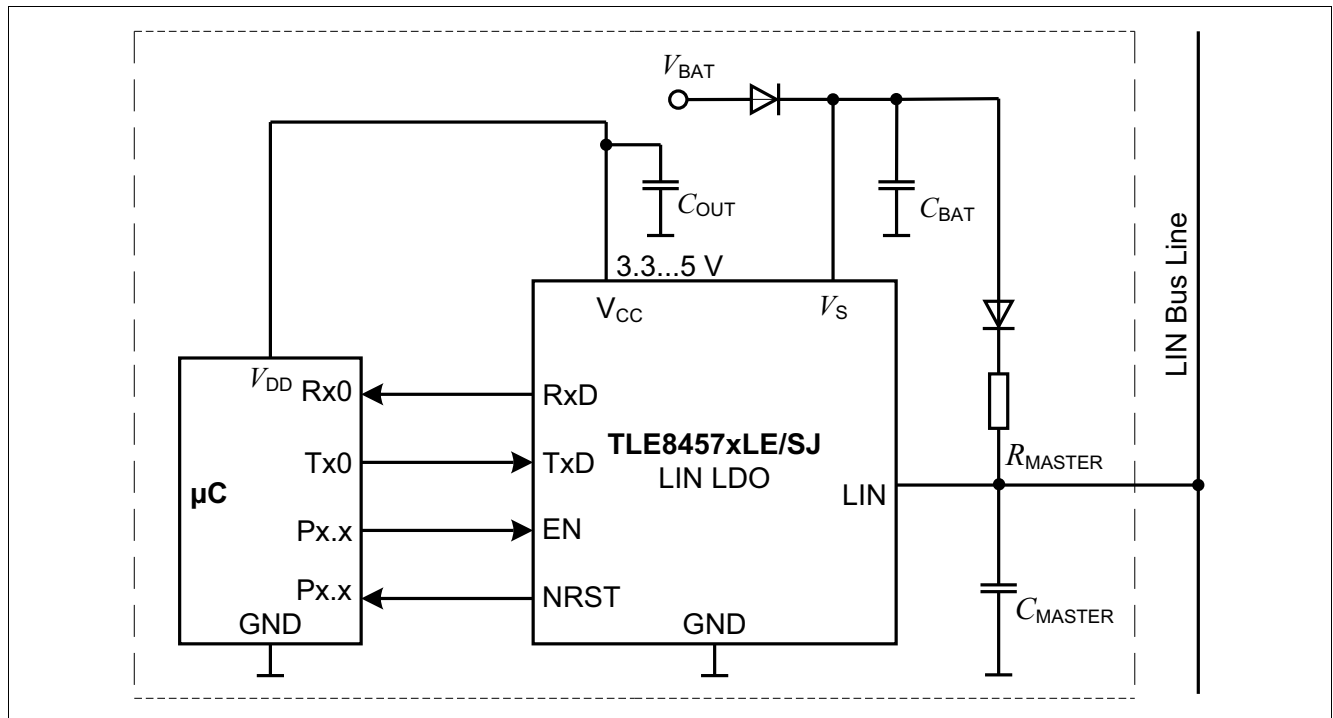 V_BAT
C_OUT
C_BAT
LIN Bus Line
3.3...5 V
V_CC
V_S
V_DD
Rx0
RxD
TLE8457xLE/SJ
R_MASTER
Tx0
TxD
LIN LDO
µC
LIN
Px.x
EN
Px.x
NRST
C_MASTER
GND
GND